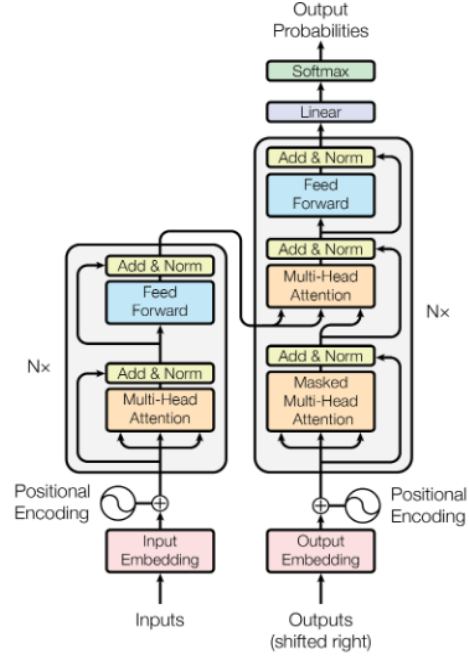 Output
Probabilities
Softmax
Linear
Add & Norm
Feed
Forward
Add & Norm
Multi-Head
Attention
Nx
Add & Norm
Masked
Multi-Head
Attention
Add & Norm
Feed
Forward
Nx
Add & Norm
Multi-Head
Attention
Positional
Encoding
Positional
Encoding
Input
Embedding
Output
Embedding
Inputs
Outputs
(shifted right)